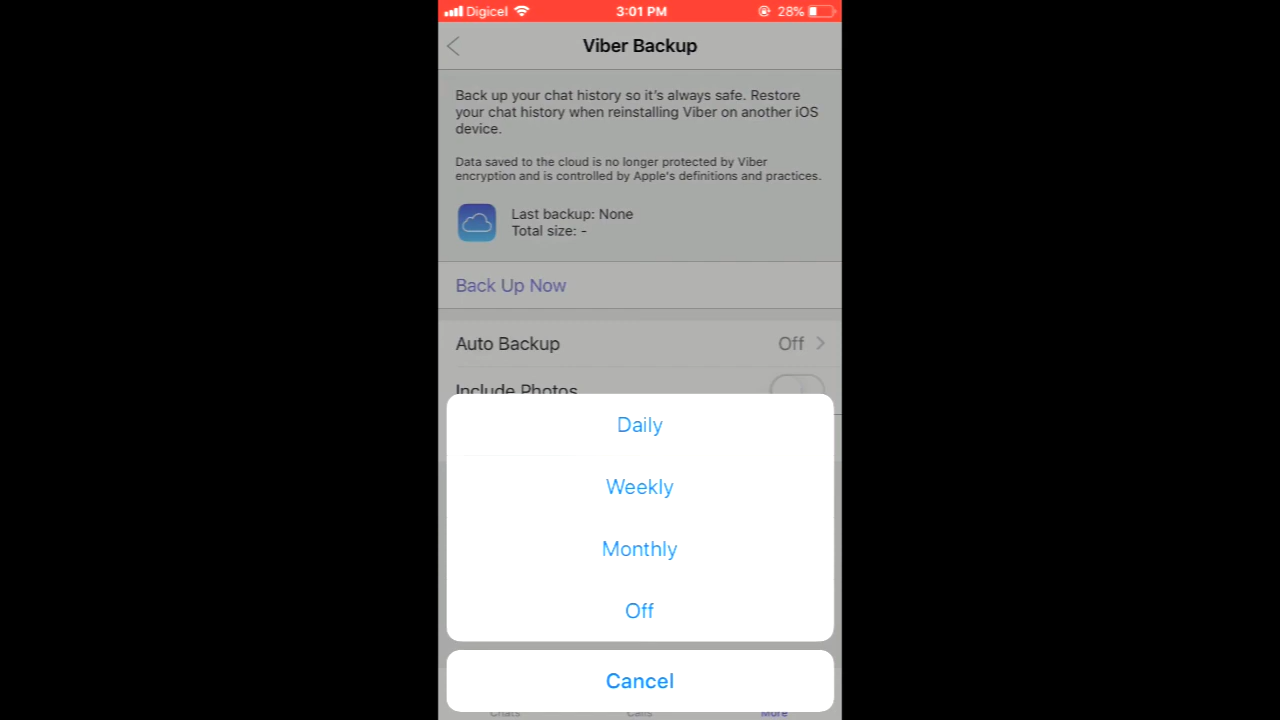 Digicel
3:01 PM
28%
Viber Backup
Back up your chat history so it's always safe. Restore
your chat history when reinstalling Viber on another iOS
device.
Data saved to the cloud is no longer protected by Viber
encryption and is controlled by Apple's definitions and practices.
Last backup: None
Total size: -
Back Up Now
Auto Backup
Off
Include Photos
Daily
Weekly
Monthly
Off
Cancel
Chats
Calls
More